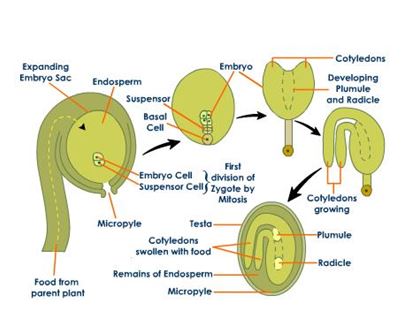 Expanding
Embryo Sac
Endosperm
Suspensor
Basal
Cell
Embryo
Cotyledons
Developing
Plumule
and Radicle
Embryo Cell
Suspensor Cell
First
division of
Zygote by
Mitosis
Micropyle
Food from
parent plant
Cotyledons
growing
Testa
Cotyledons
swollen with food
Remains of Endosperm
Micropyle
Plumule
Radicle